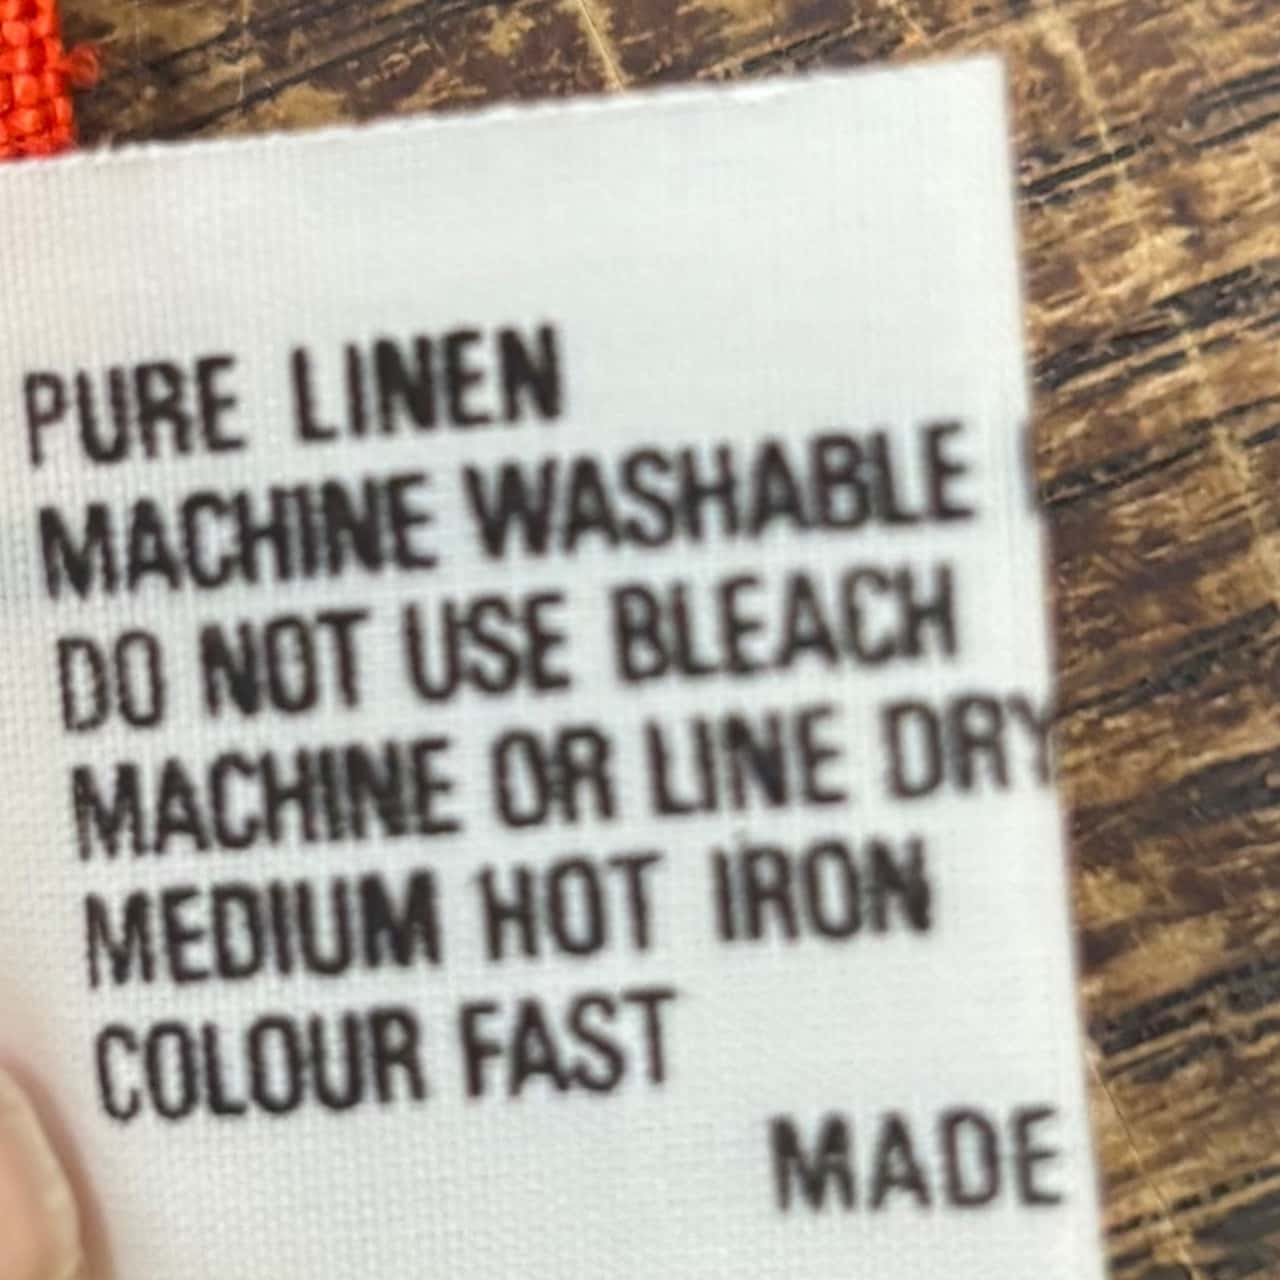 PURE LINEN
MACHINE WASHABLE
DO NOT USE BLEACH
MACHINE OR LINE DRY
MEDIUM HOT IRON
COLOUR FAST
MADE